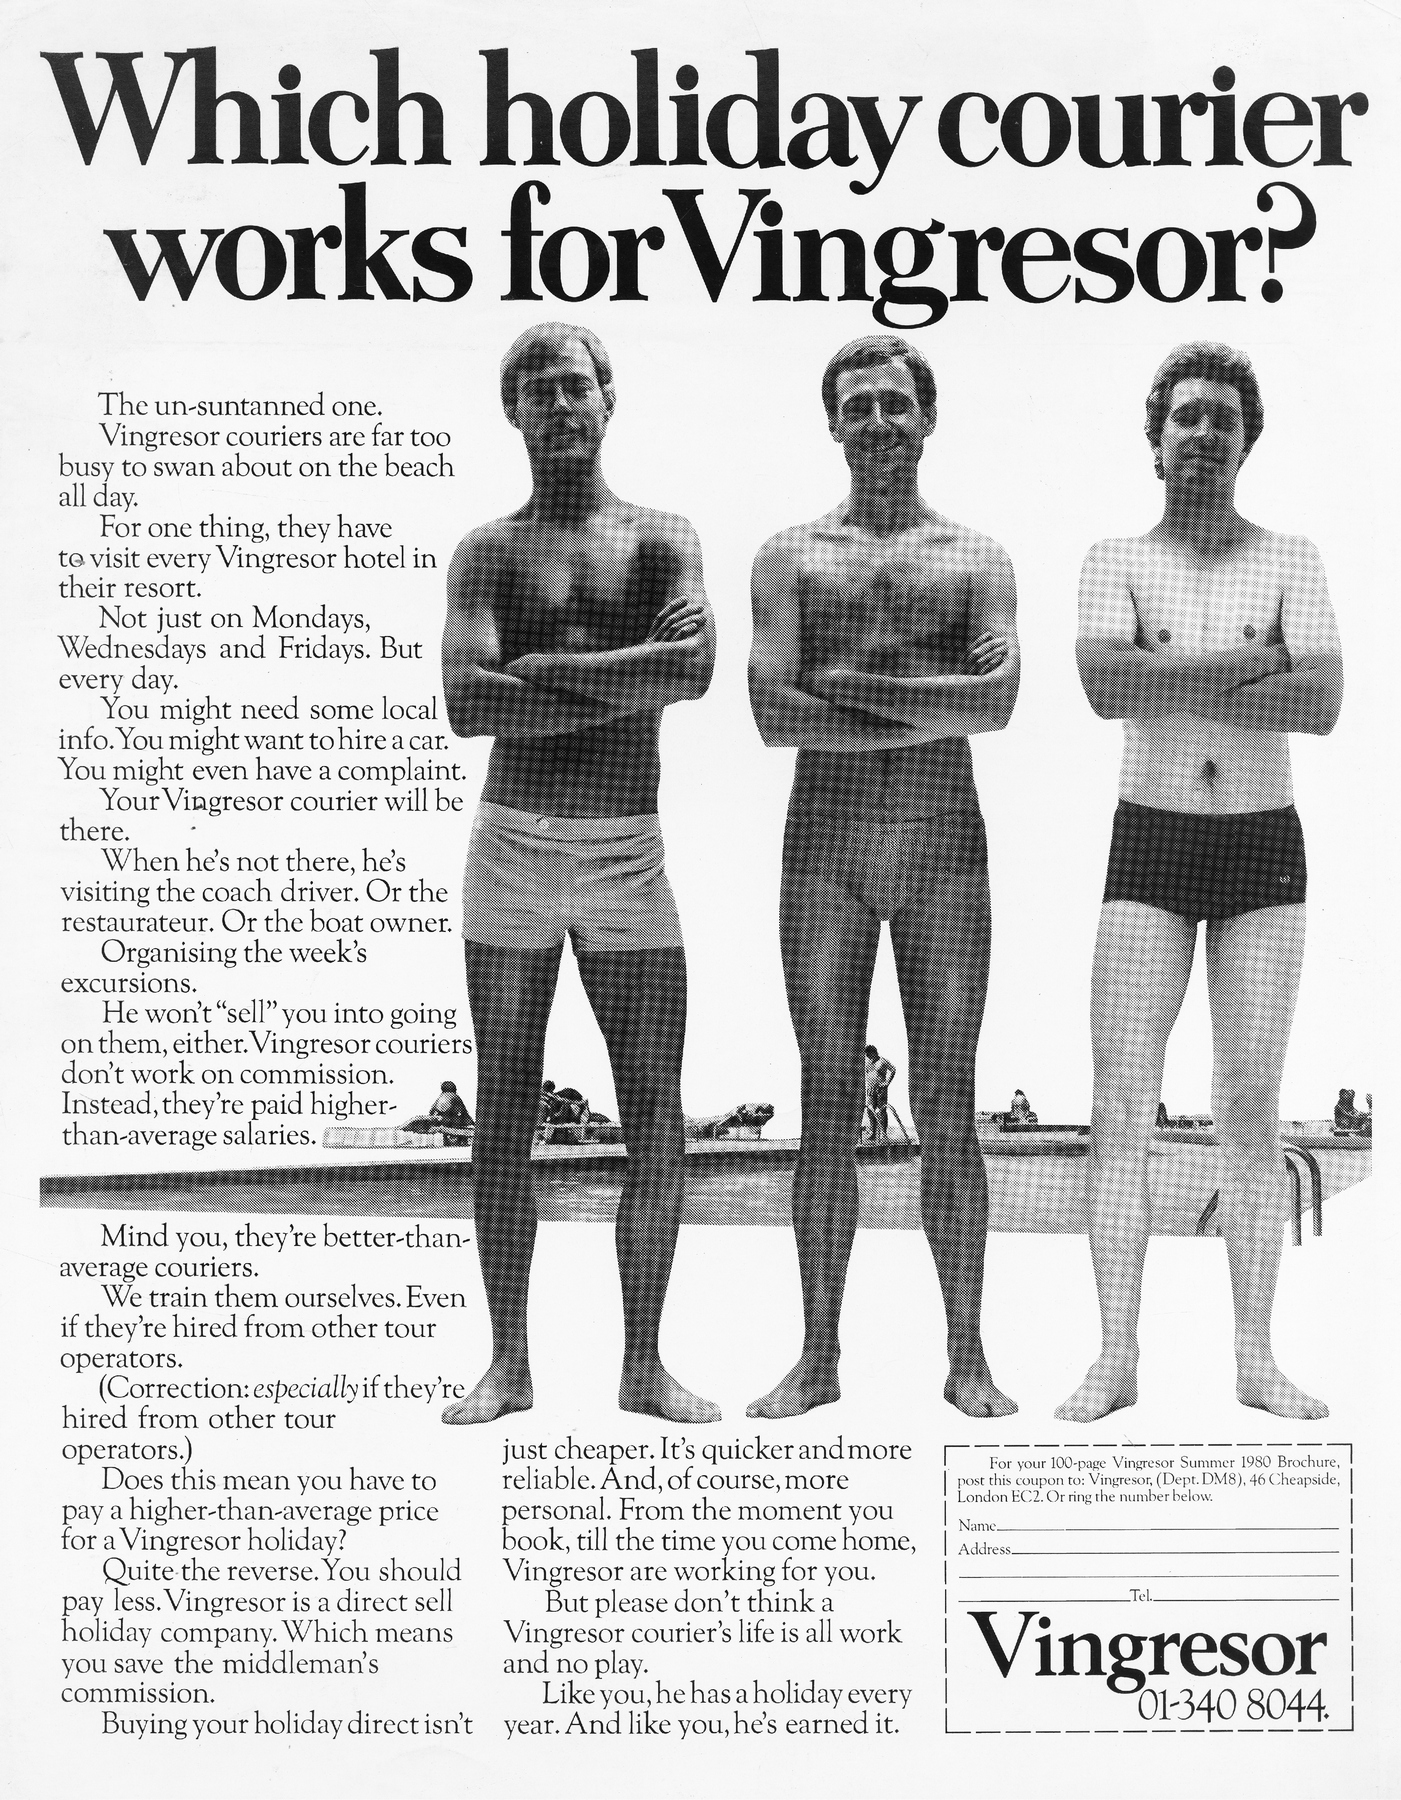 Which holiday courier
works for Vingresor?
The un-suntanned one.
Vingresor couriers are far too
busy to swan about on the beach
all day.
For one thing, they have
to visit every Vingresor hotel in
their resort.
Not just on Mondays,
Wednesdays and Fridays. But
every day.
You might need some local
info. You might want to hire a car.
You might even have a complaint.
Your Vingresor courier will be
there.
When he's not there, he's
visiting the coach driver. Or the
restaurateur. Or the boat owner.
Organising the week's
excursions.
He won't "sell" you into going
on them, either. Vingresor couriers
don't work on commission.
Instead, they're paid higher-
than-average salaries.
Mind you, they're better-than-
average couriers.
We train them ourselves. Even
if they're hired from other tour
operators.
(Correction: especially if they're
hired from other tour
operators.)
Does this mean you have to
pay a higher-than-average price
for a Vingresor holiday?
Quite the reverse. You should
pay less. Vingresor is a direct sell
holiday company. Which means
you save the middleman's
commission.
Buying your holiday direct isn't
just cheaper. It's quicker and more
reliable. And, of course, more
personal. From the moment you
book, till the time you come home,
Vingresor are working for you.
But please don't think a
Vingresor courier's life is all work
and no play.
Like you, he has a holiday every
year. And like you, he's earned it.
For your 100-page Vingresor Summer 1980 Brochure,
post this coupon to: Vingresor, (Dept. DM8), 46 Cheapside,
London EC2. Or ring the number below.
Name
Address
Tel.
Vingresor
01-340 8044.